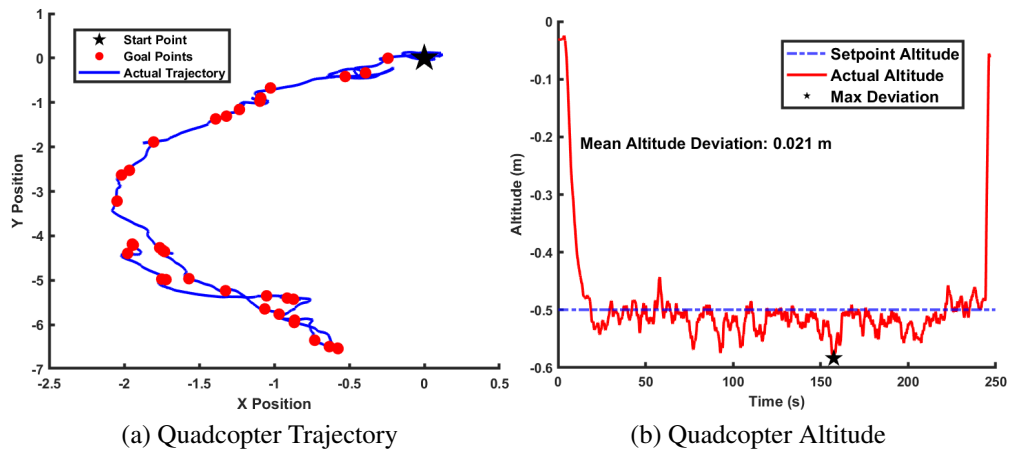 1
0
-1
-2
-3
-4
-5
-6
-7
Y Position
Start Point
Goal Points
Actual Trajectory
-2.5
-2
-1.5
-1
-0.5
0
0.5
X Position
(a) Quadcopter Trajectory
0
-0.1
-0.2
-0.3
-0.4
-0.5
-0.6
Altitude (m)
Setpoint Altitude
Actual Altitude
Max Deviation
Mean Altitude Deviation: 0.021 m
0
50
100
150
200
250
Time (s)
(b) Quadcopter Altitude